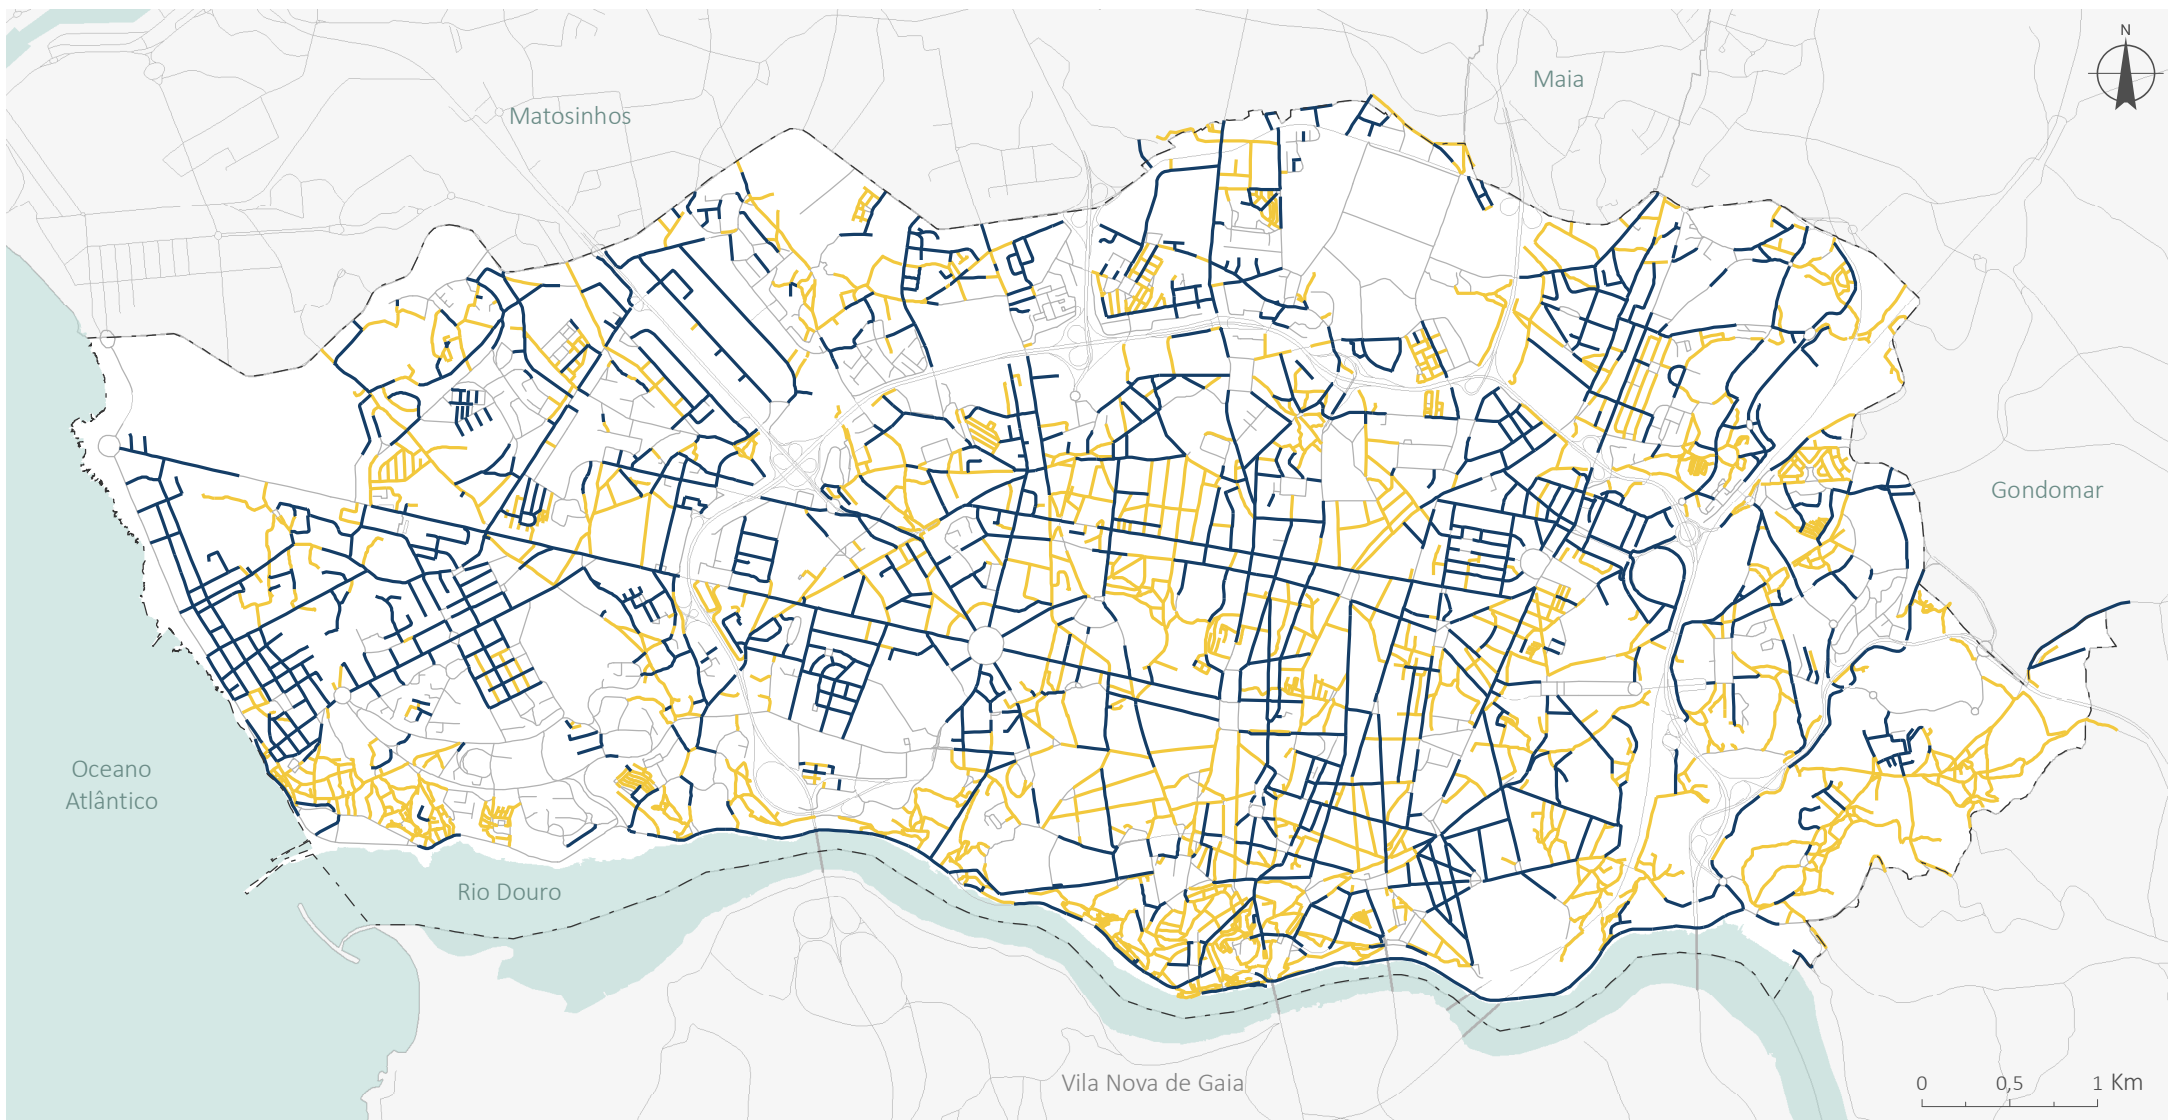 N
Maia
Matosinhos
Gondomar
Oceano
Atlântico
Rio Douro
Vila Nova de Gaia
0 0,5 1 Km